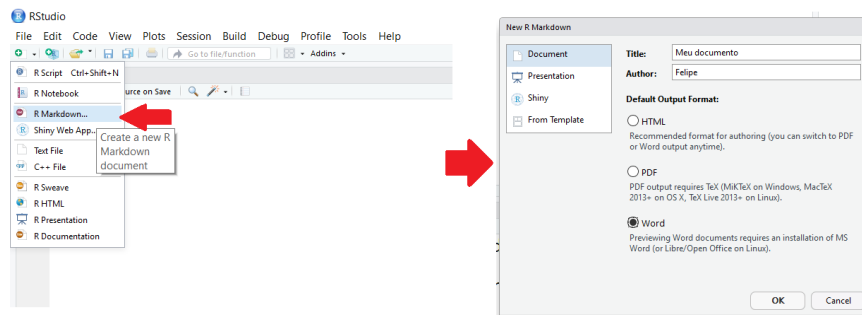 RStudio
File Edit Code View Plots Session Build Debug Profile Tools Help
Go to file/function Addins
R Script Ctrl+Shift+N
R Notebook
urce on Save
R Markdown...
Shiny Web App...
Create a new R
Markdown
document
Text File
C++ File
R Sweave
R HTML
R Presentation
R Documentation
New R Markdown
Document
Presentation
Shiny
From Template
Title: Meu documento
Author: Felipe
Default Output Format:
HTML
Recommended format for authoring (you can switch to PDF
or Word output anytime).
PDF
PDF output requires TeX (MiKTeX on Windows, MacTeX
2013+ on OS X, TeX Live 2013+ on Linux).
Word
Previewing Word documents requires an installation of MS
Word (or Libre/Open Office on Linux).
OK Cancel